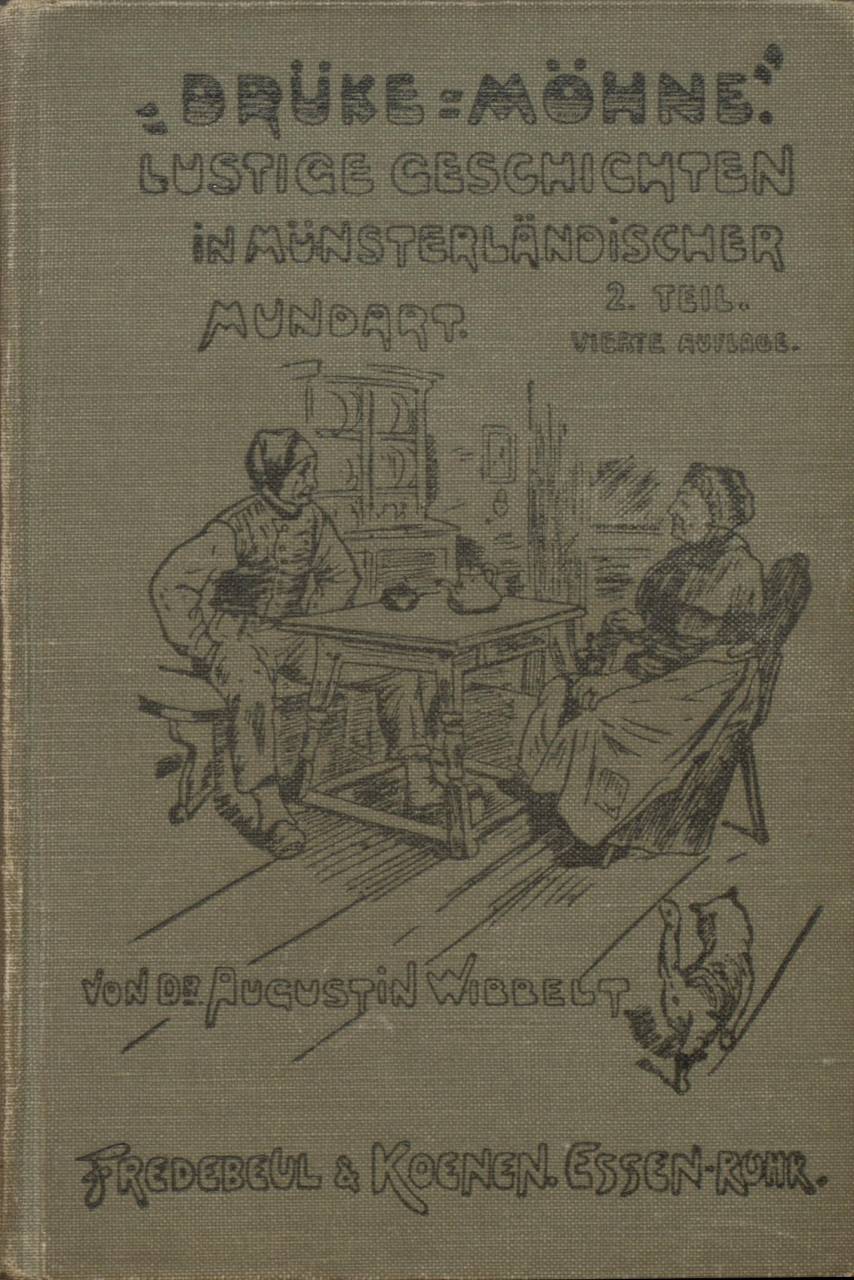 „DRÜKE=MÖHNE."
LUSTIGE GESCHICHTEN
iN MÜNSTERLÄNDiSCHER
MUNDART.
2. TEIL.
VIERTE AUFLAGE.
VON DR. AUGUSTIN WIBBELT
FREDEBEUL & KOENEN. ESSEN-RUHR.